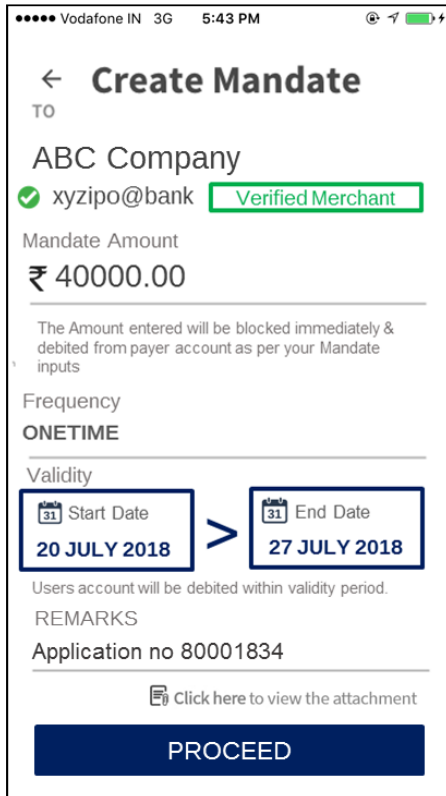 Vodafone IN 3G 5:43 PM
← Create Mandate
TO
ABC Company
xyzipo@bank Verified Merchant
Mandate Amount
₹ 40000.00
The Amount entered will be blocked immediately &
debited from payer account as per your Mandate
inputs
Frequency
ONETIME
Validity
31 Start Date > 31 End Date
20 JULY 2018 27 JULY 2018
Users account will be debited within validity period.
REMARKS
Application no 80001834
Click here to view the attachment
PROCEED